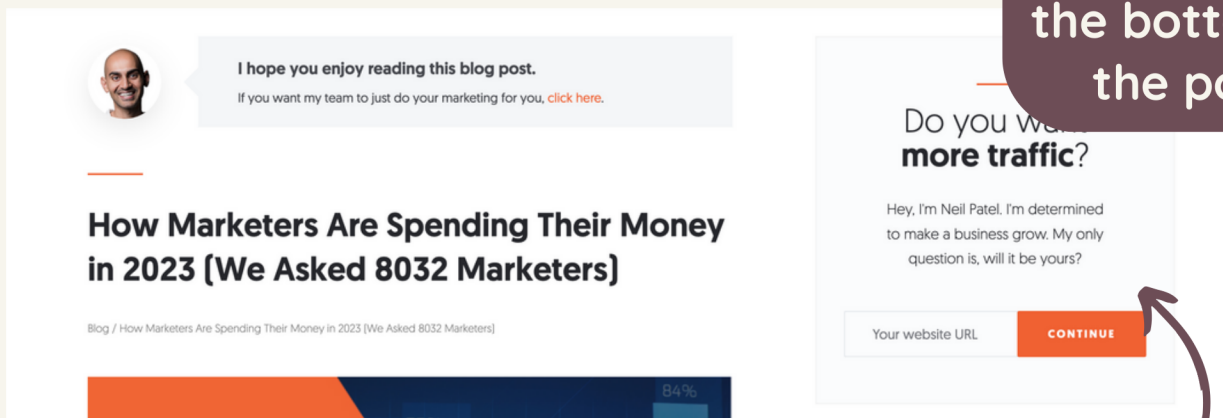 I hope you enjoy reading this blog post.
If you want my team to just do your marketing for you, click here.
How Marketers Are Spending Their Money
in 2023 [We Asked 8032 Marketers]
Blog / How Marketers Are Spending Their Money in 2023 [We Asked 8032 Marketers]
84%
the
the
Do you
more traffic?
Hey, I'm Neil Patel. I'm determined
to make a business grow. My only
question is, will it be yours?
Your website URL
CONTINUE